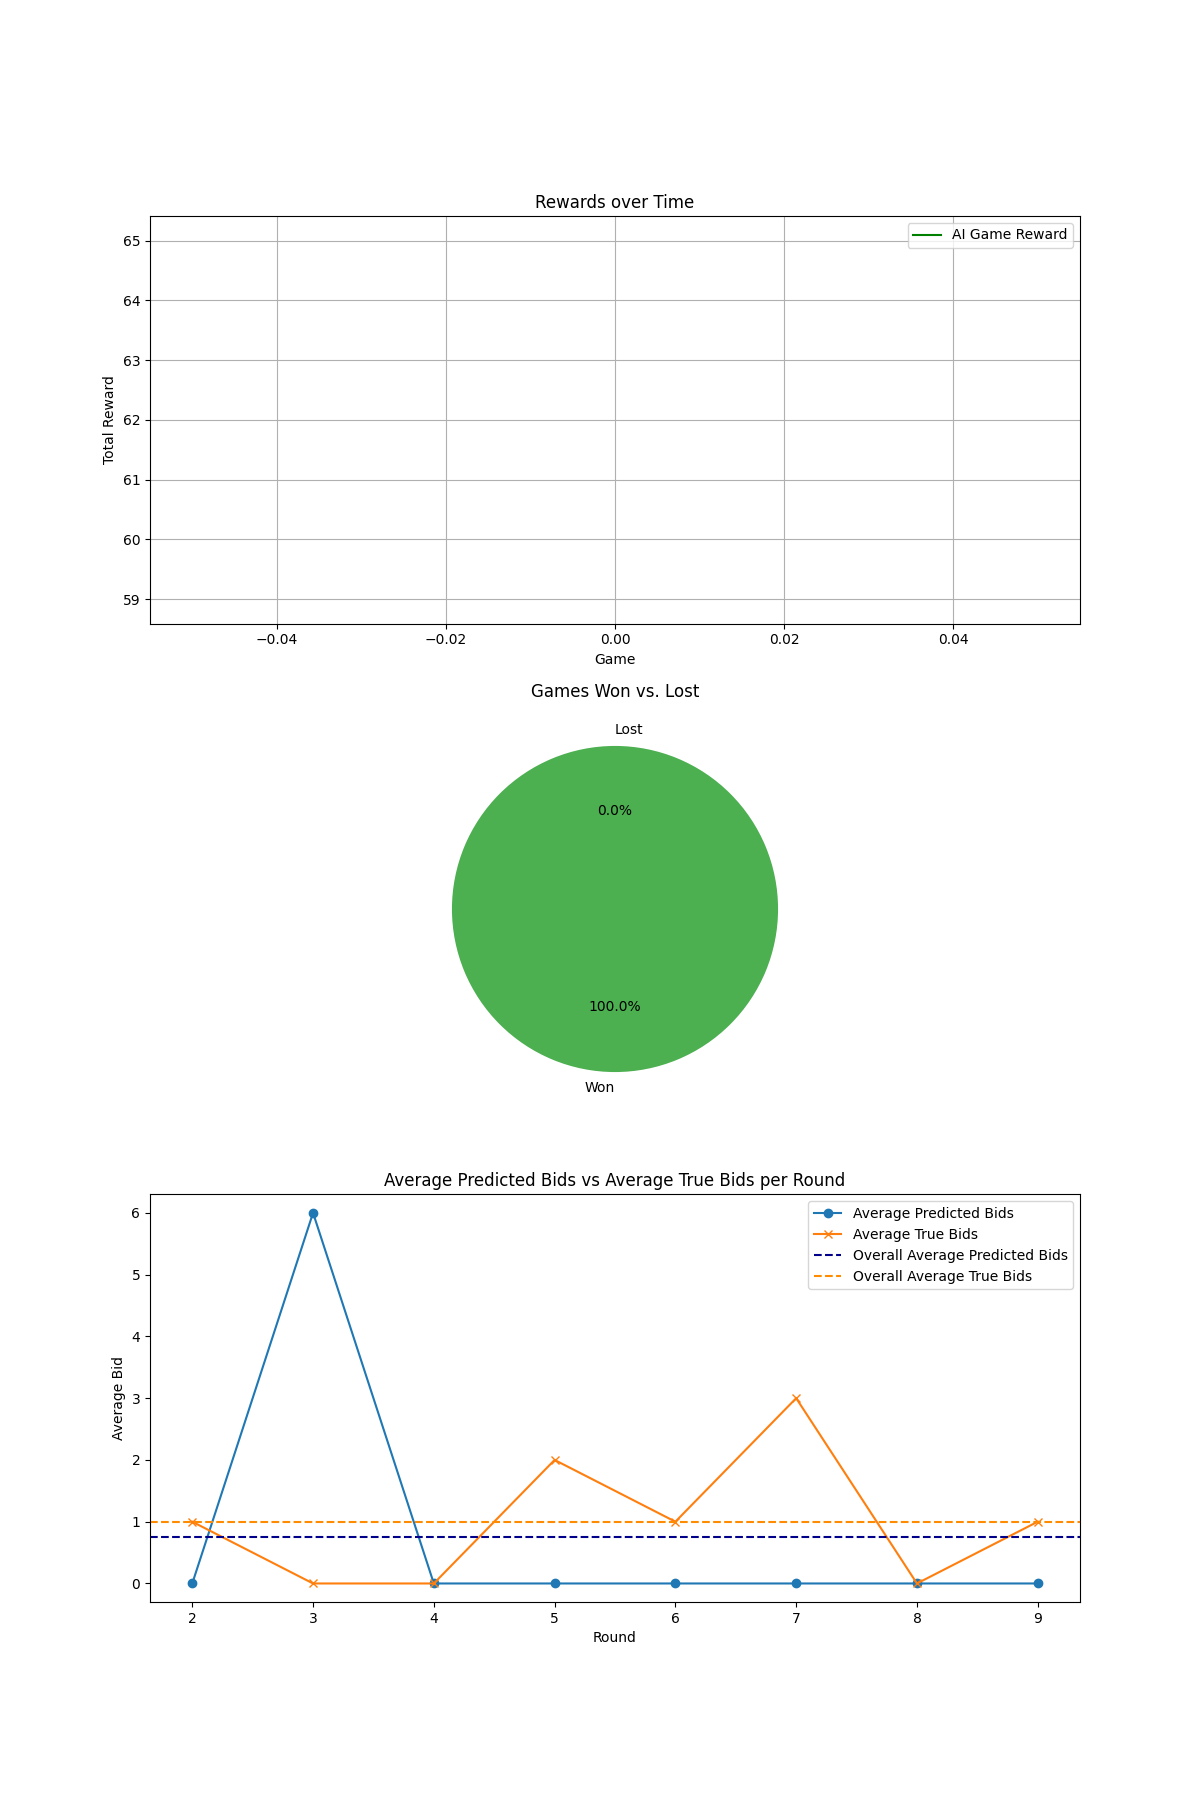 Rewards over Time
AI Game Reward
65
64
63
62
61
60
59
Total Reward
−0.04
−0.02
0.00
0.02
0.04
Game
Games Won vs. Lost
Lost
0.0%
100.0%
Won
Average Predicted Bids vs Average True Bids per Round
Average Predicted Bids
Average True Bids
Overall Average Predicted Bids
Overall Average True Bids
6
5
4
3
2
1
0
Average Bid
2
3
4
5
6
7
8
9
Round